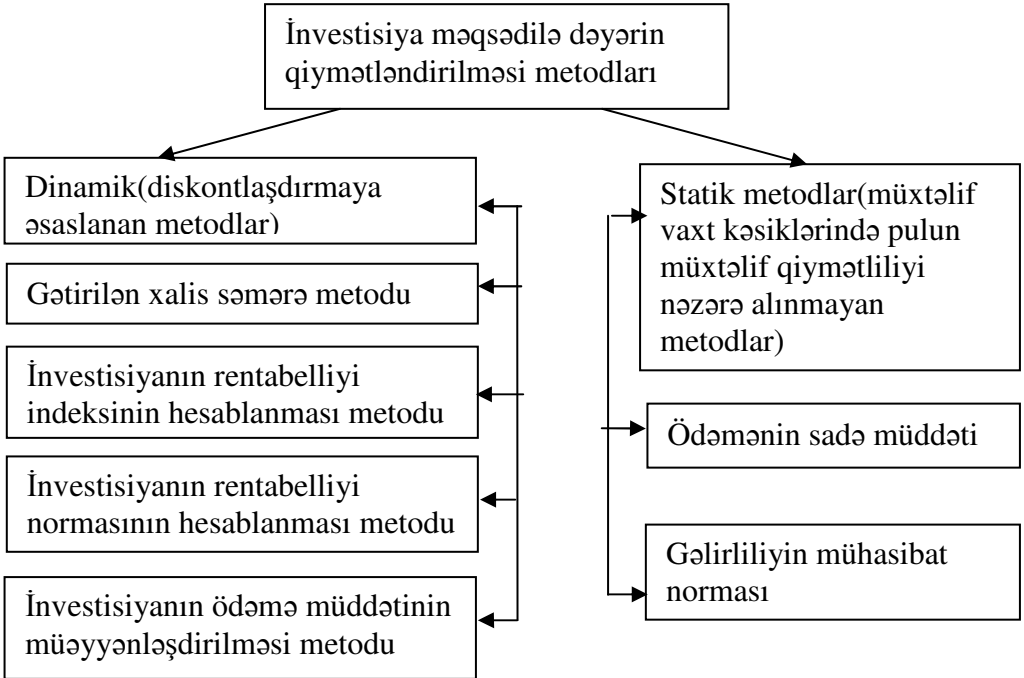 İnvestisiya məqsədilə dəyərin
qiymətləndirilməsi metodları
Dinamik(diskontlaşdırmaya
əsaslanan metodlar)
Gətirilən xalis səmərə metodu
İnvestisiyanın rentabelliyi
indeksinin hesablanması metodu
İnvestisiyanın rentabelliyi
normasının hesablanması metodu
İnvestisiyanın ödəmə müddətinin
müəyyənləşdirilməsi metodu
Statik metodlar(müxtəlif
vaxt kəsiklərində pulun
müxtəlif qiymətliliyi
nəzərə alınmayan
metodlar)
Ödəmənin sadə müddəti
Gəlirliliyin mühasibat
norması